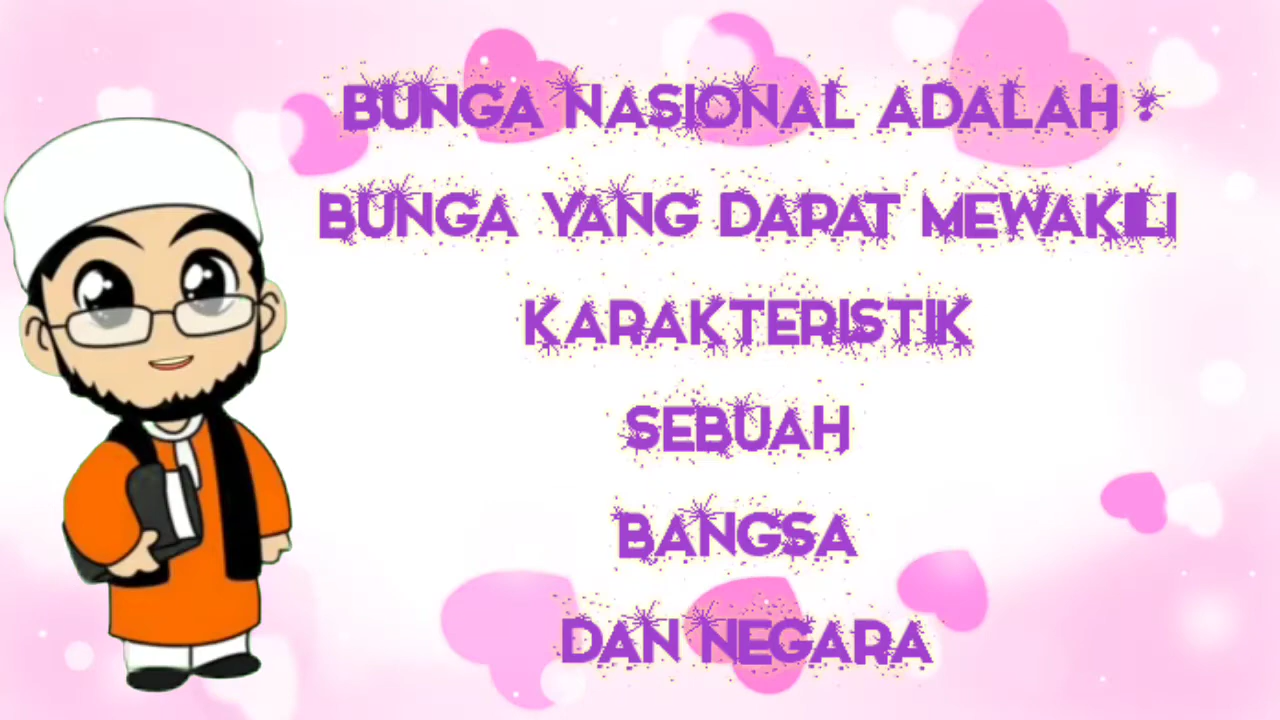 BUNGA NASIONAL ADALAH ?
BUNGA YANG DAPAT MEWAKILI
KARAKTERISTIK
SEBUAH
BANGSA
DAN NEGARA